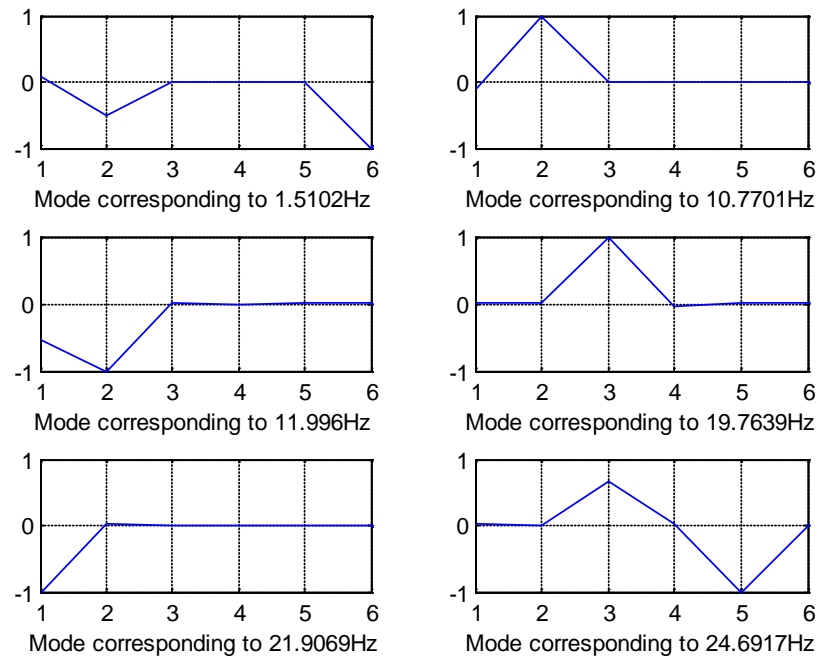 1
0
-1
1 2 3 4 5 6
Mode corresponding to 1.5102Hz
1
0
-1
1 2 3 4 5 6
Mode corresponding to 10.7701Hz
1
0
-1
1 2 3 4 5 6
Mode corresponding to 11.996Hz
1
0
-1
1 2 3 4 5 6
Mode corresponding to 19.7639Hz
1
0
-1
1 2 3 4 5 6
Mode corresponding to 21.9069Hz
1
0
-1
1 2 3 4 5 6
Mode corresponding to 24.6917Hz